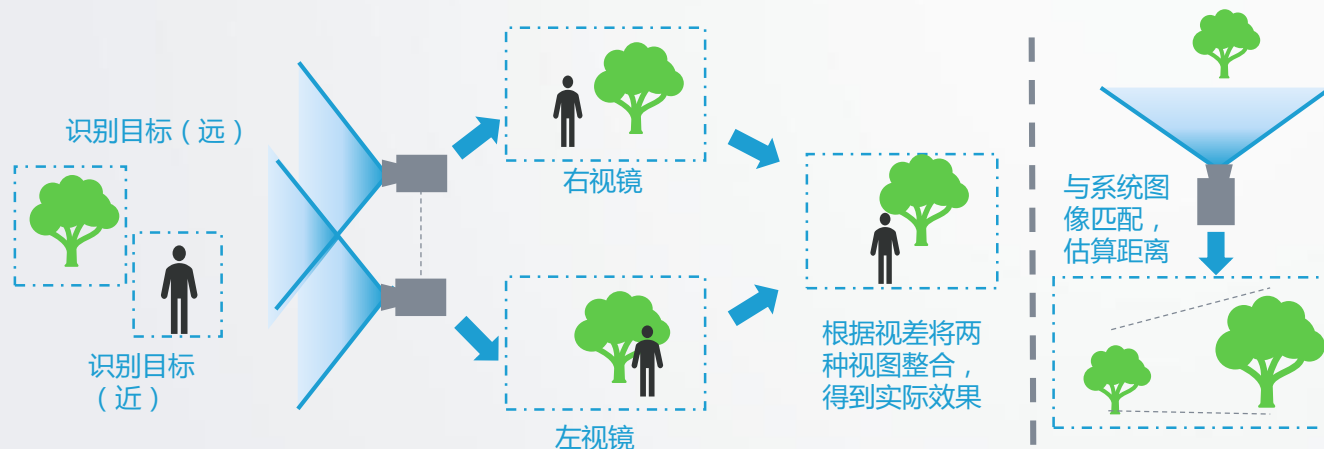 识别目标（远）
识别目标
（近）
右视镜
左视镜
根据视差将两
种视图整合，
得到实际效果
与系统图
像匹配，
估算距离